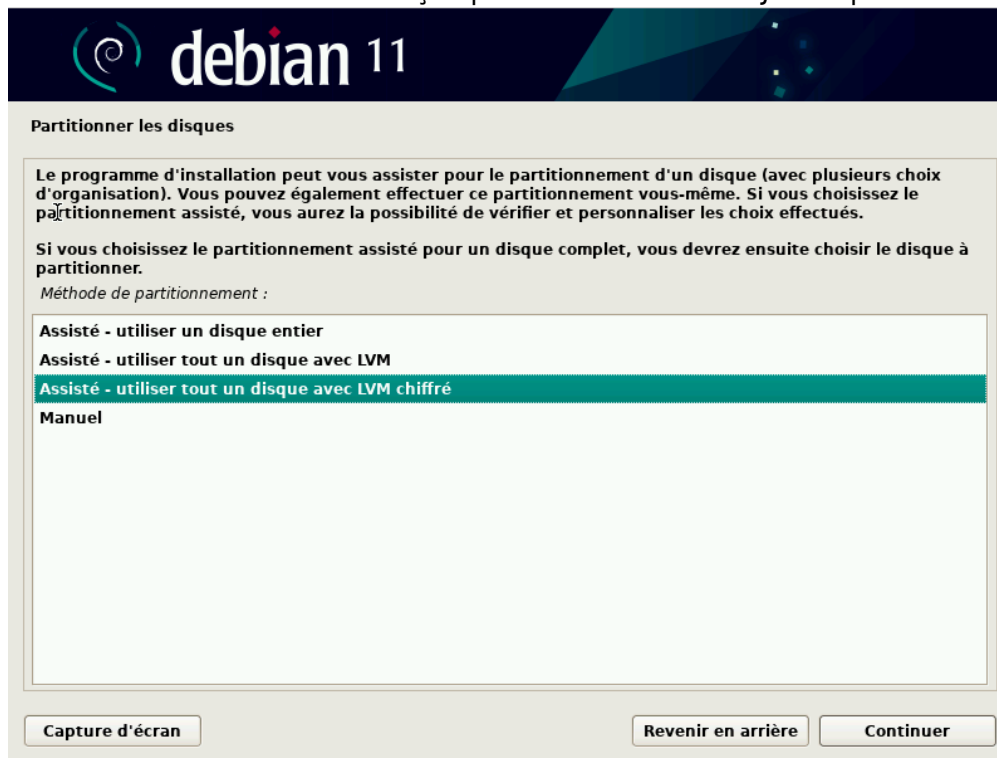 debian 11
Partitionner les disques
Le programme d'installation peut vous assister pour le partitionnement d'un disque (avec plusieurs choix
d'organisation). Vous pouvez également effectuer ce partitionnement vous-même. Si vous choisissez le
partitionnement assisté, vous aurez la possibilité de vérifier et personnaliser les choix effectués.
Si vous choisissez le partitionnement assisté pour un disque complet, vous devrez ensuite choisir le disque à
partitionner.
Méthode de partitionnement :
Assisté - utiliser un disque entier
Assisté - utiliser tout un disque avec LVM
Assisté - utiliser tout un disque avec LVM chiffré
Manuel
Capture d'écran
Revenir en arrière
Continuer